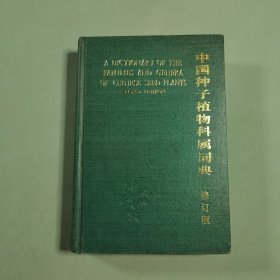 A DICTIONARY OF THE
FAMILIES AND GENERA
OF CHINESE SEED PLANTS
中国种子植物科属词典
修订版